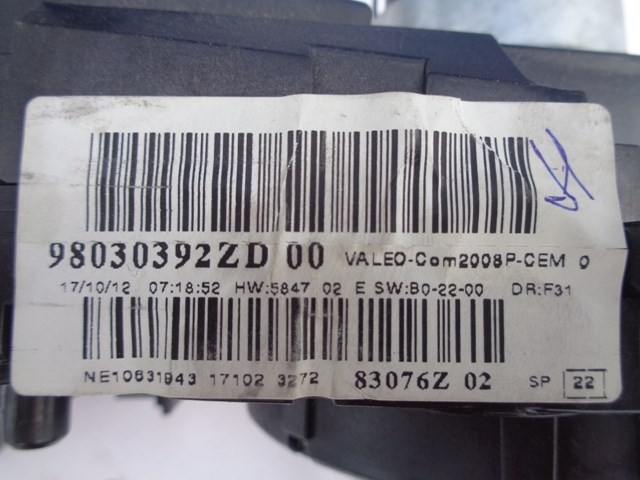 98030392ZD 00 VALEO-Com2008P-CEM 0
17/10/12 07:18:52 HW:5847 02 E SW:B0-22-00 DR:F31
NE10631943 17102 3272 83076Z 02 SP 22